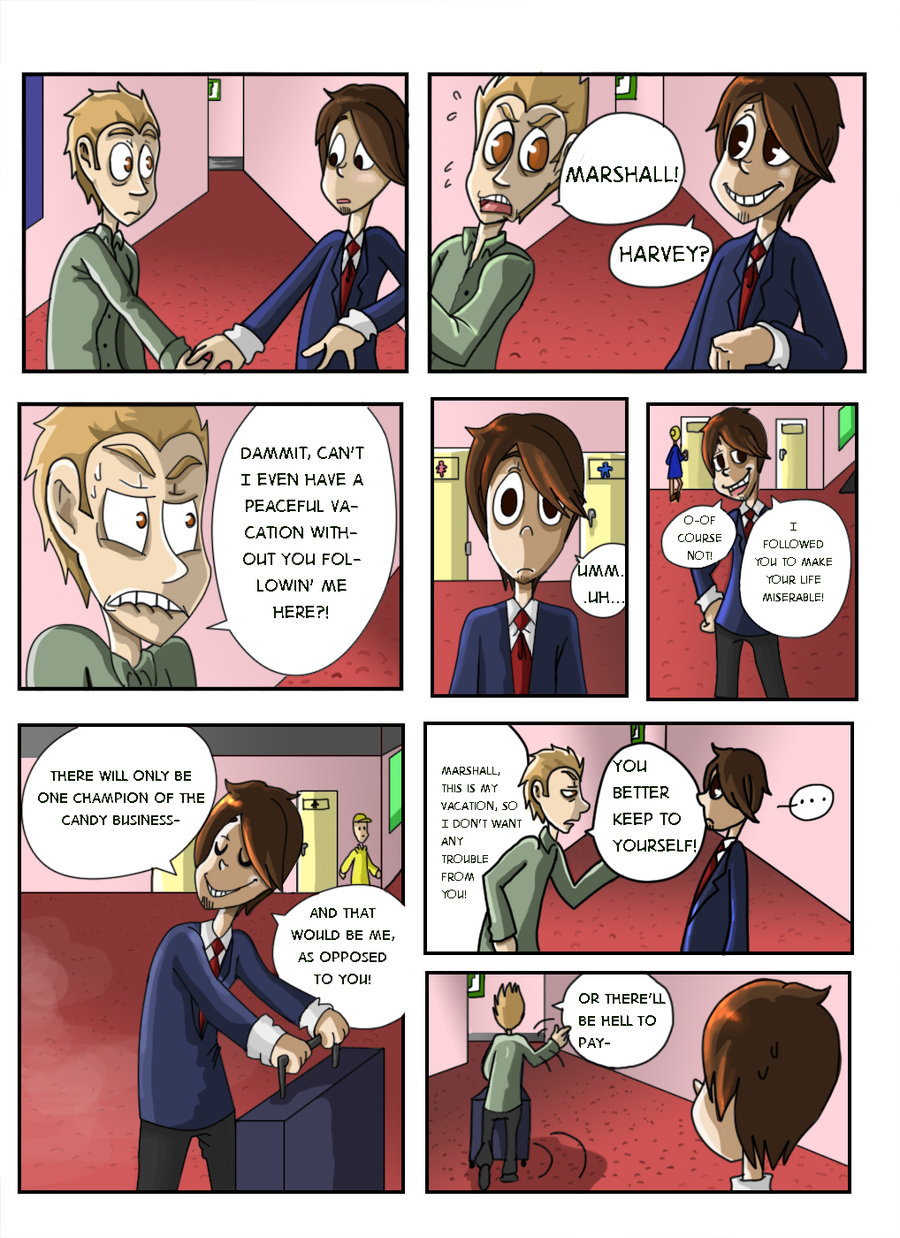 MARSHALL!
HARVEY?
DAMMIT, CAN'T
I EVEN HAVE A
PEACEFUL VA-
CATION WITH-
OUT YOU FOL-
LOWIN' ME
HERE?!
UMM.
.UH...
O-OF
COURSE
NOT!
I
FOLLOWED
YOU TO MAKE
YOUR LIFE
MISERABLE!
THERE WILL ONLY BE
ONE CHAMPION OF THE
CANDY BUSINESS-
AND THAT
WOULD BE ME,
AS OPPOSED
TO YOU!
MARSHALL,
THIS IS MY
VACATION, SO
I DON'T WANT
ANY
TROUBLE
FROM
YOU!
YOU
BETTER
KEEP TO
YOURSELF!
...
OR THERE'LL
BE HELL TO
PAY-